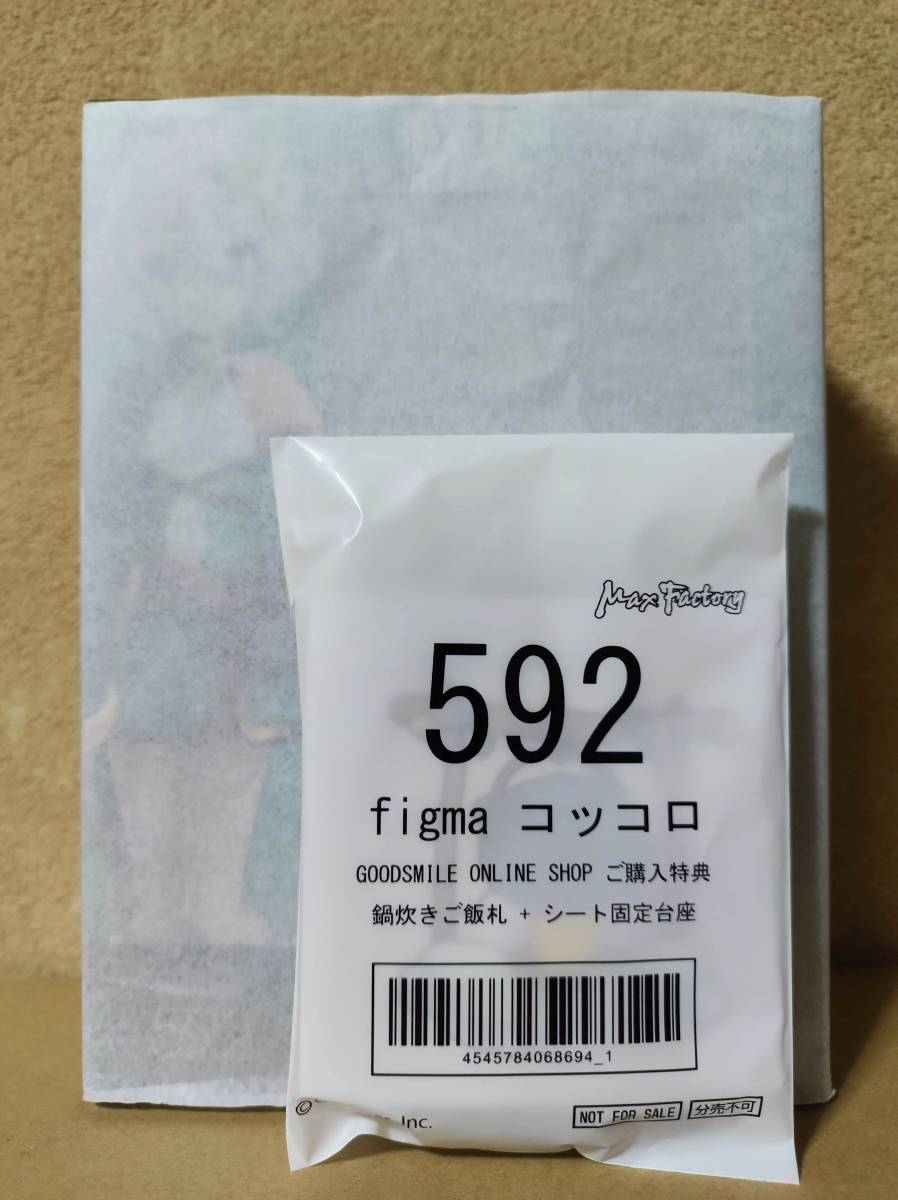 Max Factory
592
figma コッコロ
GOODSMILE ONLINE SHOP ご購入特典
鍋炊きご飯札 + シート固定台座
4545784068694_1
© Inc.
NOT FOR SALE 分売不可